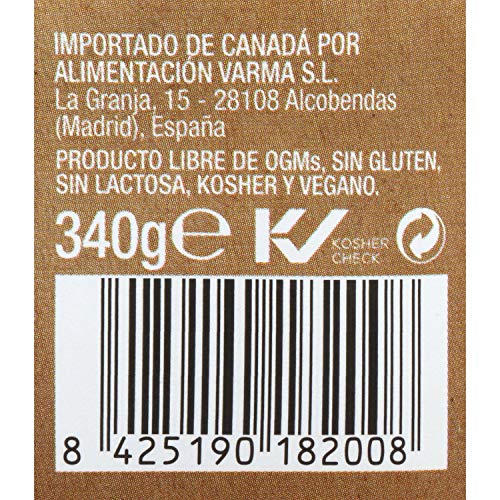 IMPORTADO DE CANADÁ POR
ALIMENTACIÓN VARMA S.L.
La Granja, 15 - 28108 Alcobendas
(Madrid), España
PRODUCTO LIBRE DE OGMs, SIN GLUTEN,
SIN LACTOSA, KOSHER Y VEGANO.
340g℮ KV KOSHER
CHECK
8 425190 182008